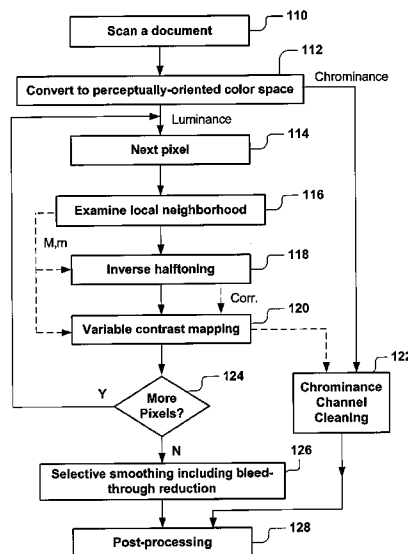 110
Scan a document
112
Convert to perceptually-oriented color space
Chrominance
Luminance
114
Next pixel
116
Examine local neighborhood
M,m
118
Inverse halftoning
Corr.
120
Variable contrast mapping
122
Chrominance
Channel
Cleaning
124
More
Pixels?
Y
N
126
Selective smoothing including bleed-
through reduction
Post-processing
128